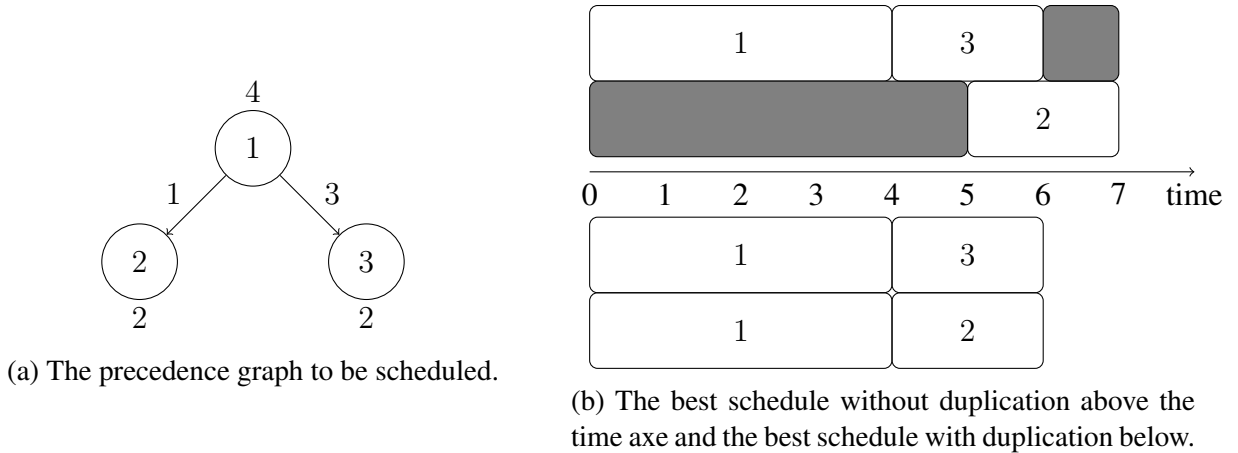 4
1
1 3
2 3
2 2
(a) The precedence graph to be scheduled.
1 3
2
0 1 2 3 4 5 6 7 time
1 3
1 2
(b) The best schedule without duplication above the
time axe and the best schedule with duplication below.